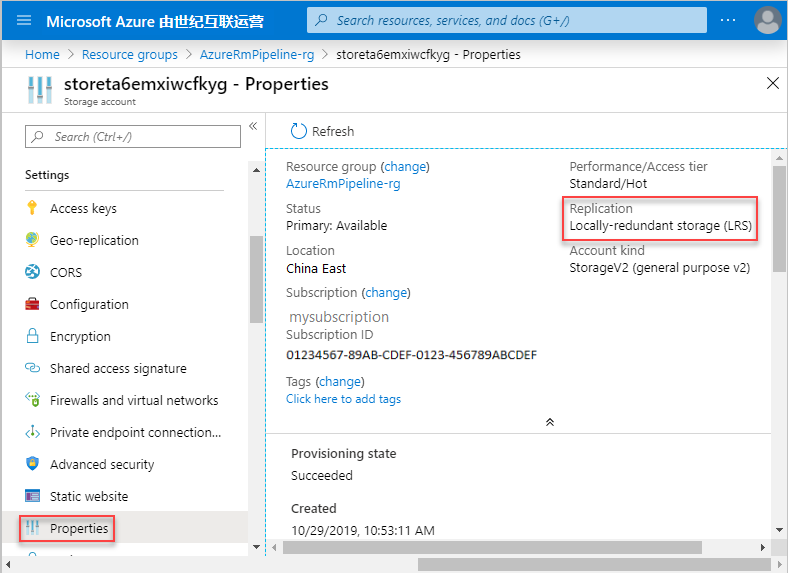 Microsoft Azure 由世纪互联运营
Search resources, services, and docs (G+/)
Home > Resource groups > AzureRmPipeline-rg > storeta6emxiwcfkyg - Properties
storeta6emxiwcfkyg - Properties
Storage account
Search (Ctrl+/)
Settings
Access keys
Geo-replication
CORS
Configuration
Encryption
Shared access signature
Firewalls and virtual networks
Private endpoint connection...
Advanced security
Static website
Properties
Refresh
Resource group (change)
AzureRmPipeline-rg
Status
Primary: Available
Location
China East
Subscription (change)
mysubscription
Subscription ID
01234567-89AB-CDEF-0123-456789ABCDEF
Tags (change)
Click here to add tags
Performance/Access tier
Standard/Hot
Replication
Locally-redundant storage (LRS)
Account kind
StorageV2 (general purpose v2)
Provisioning state
Succeeded
Created
10/29/2019, 10:53:11 AM